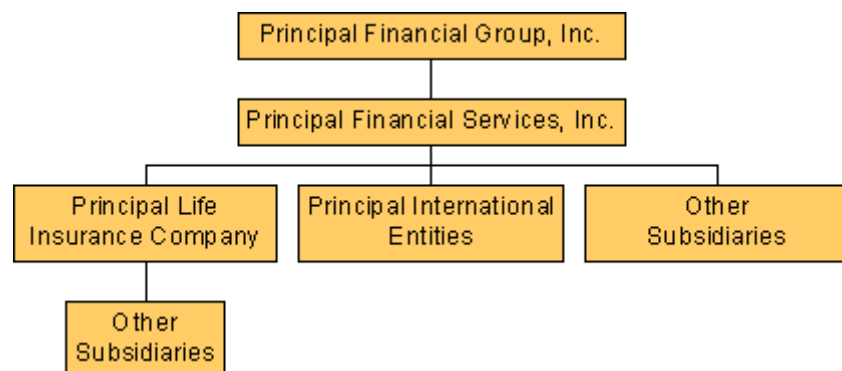 Principal Financial Group, Inc.
Principal Financial Services, Inc.
Principal Life
Insurance Company
Principal International
Entities
Other
Subsidiaries
Other
Subsidiaries